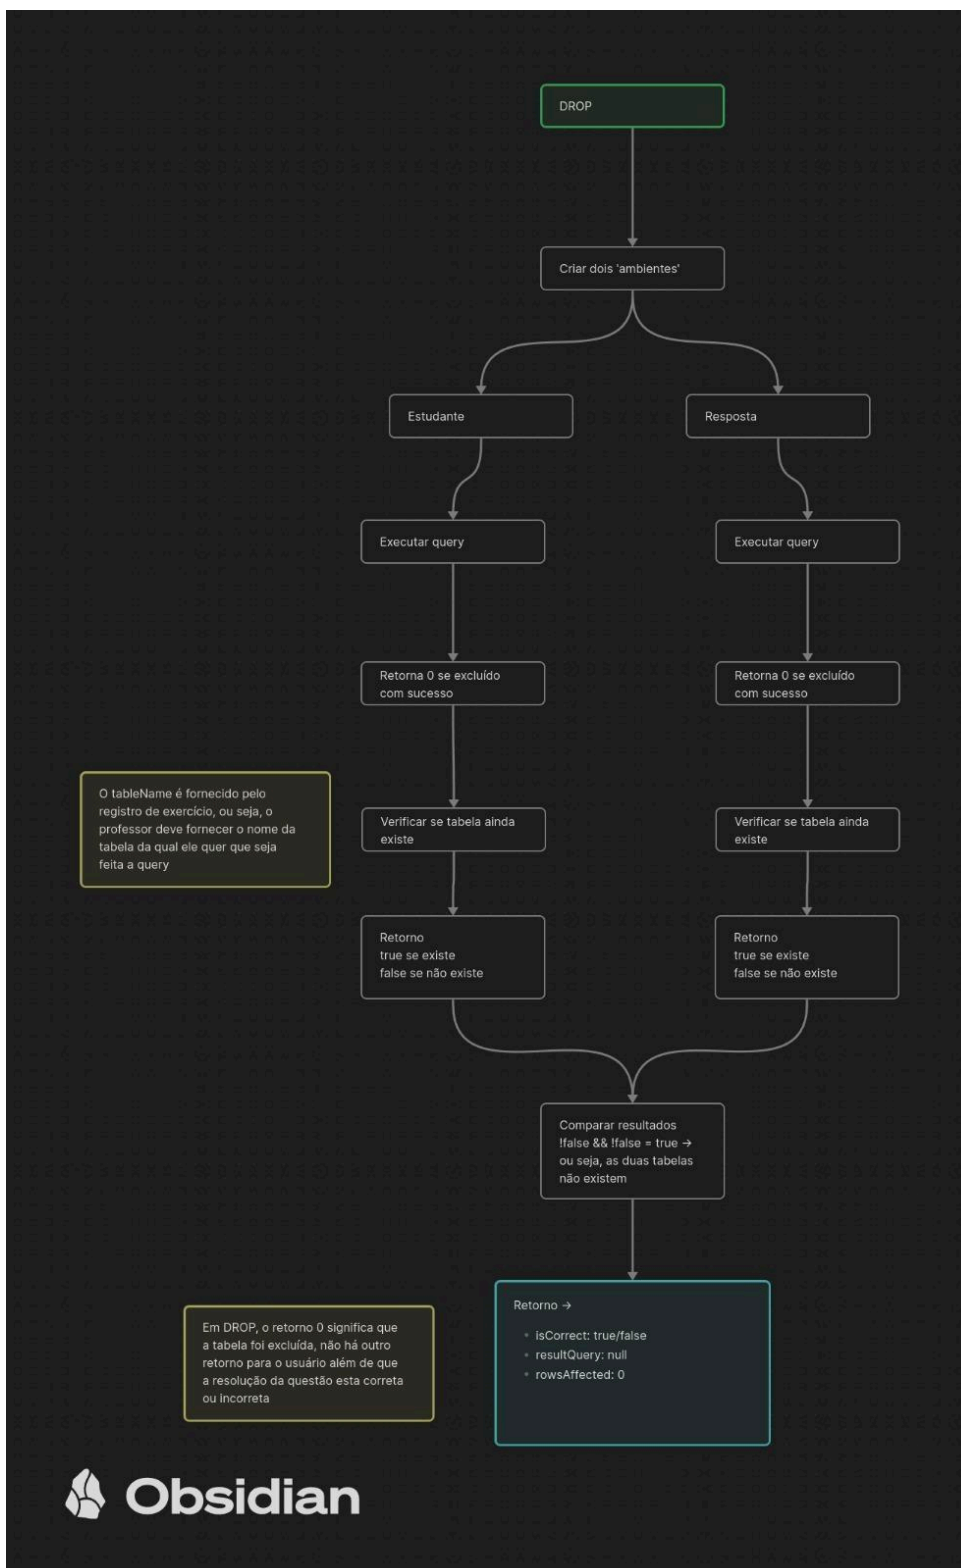 DROP
Criar dois 'ambientes'
Estudante
Resposta
Executar query
Executar query
Retorna 0 se excluído
com sucesso
Retorna 0 se excluído
com sucesso
O tableName é fornecido pelo
registro de exercício, ou seja, o
professor deve fornecer o nome da
tabela da qual ele quer que seja
feita a query
Verificar se tabela ainda
existe
Verificar se tabela ainda
existe
Retorno
true se existe
false se não existe
Retorno
true se existe
false se não existe
Comparar resultados
!false && !false = true →
ou seja, as duas tabelas
não existem
Retorno →
• isCorrect: true/false
• resultQuery: null
• rowsAffected: 0
Em DROP, o retorno 0 significa que
a tabela foi excluída, não há outro
retorno para o usuário além de que
a resolução da questão esta correta
ou incorreta
Obsidian